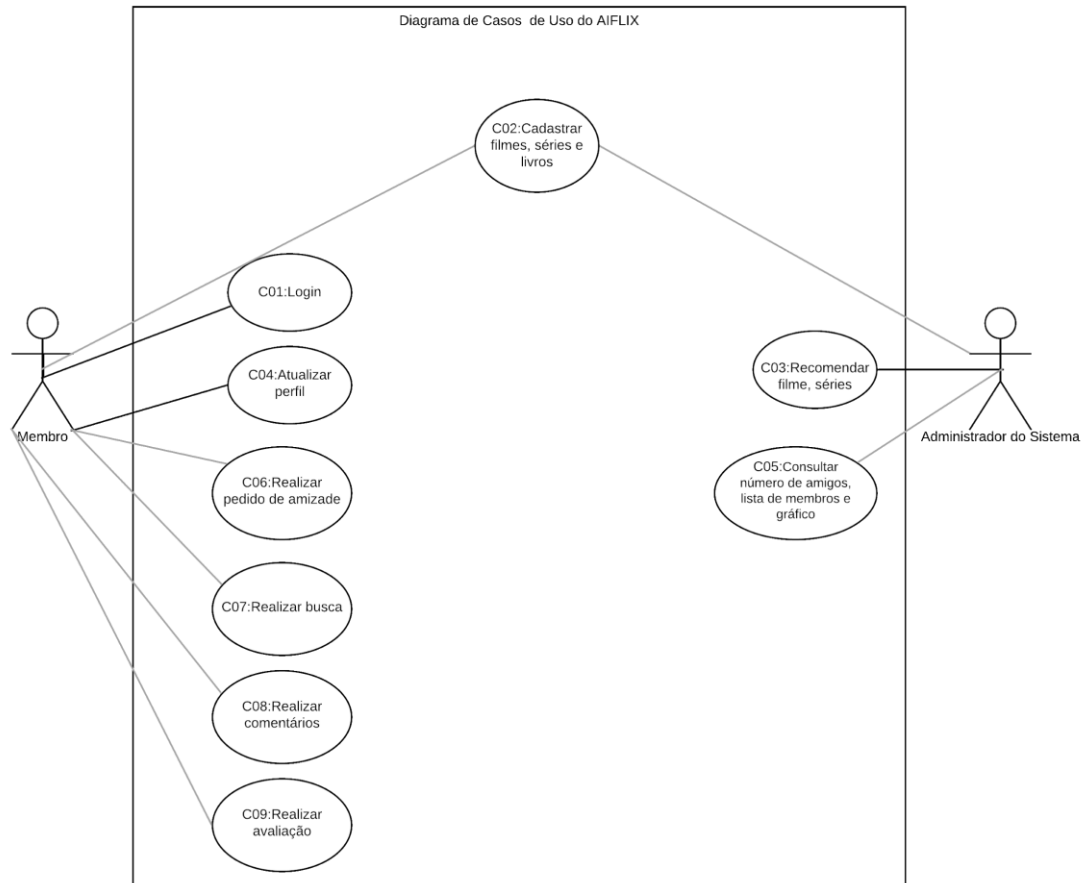 Diagrama de Casos de Uso do AIFLIX
C02:Cadastrar
filmes, séries e
livros
C01:Login
C04:Atualizar
perfil
C03:Recomendar
filme, séries
Membro
Administrador do Sistema
C06:Realizar
pedido de amizade
C05:Consultar
número de amigos,
lista de membros e
gráfico
C07:Realizar busca
C08:Realizar
comentários
C09:Realizar
avaliação